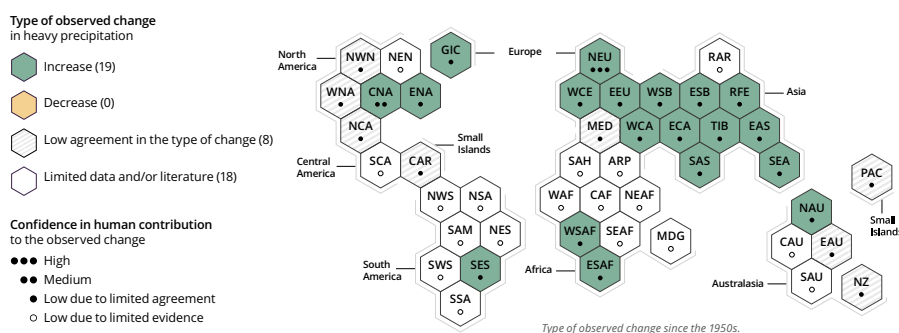 Type of observed change
in heavy precipitation
Increase (19)
Decrease (0)
Low agreement in the type of change (8)
Limited data and/or literature (18)
Confidence in human contribution
to the observed change
High
Medium
Low due to limited agreement
Low due to limited evidence
North
America
NWN
NEN
GIC
WNA
CNA
ENA
NCA
Small
Islands
Central
America
SCA
CAR
NWS
NSA
SAM
NES
South
America
SWS
SES
SSA
Europe
NEU
RAR
WCE
EEU
WSB
ESB
RFE
Asia
MED
WCA
ECA
TIB
EAS
SAH
ARP
SAS
SEA
WAF
CAF
NEAF
WSAF
SEAF
MDG
Africa
ESAF
PAC
Small
Islands
NAU
CAU
EAU
Australasia
SAU
NZ
Type of observed change since the 1950s.